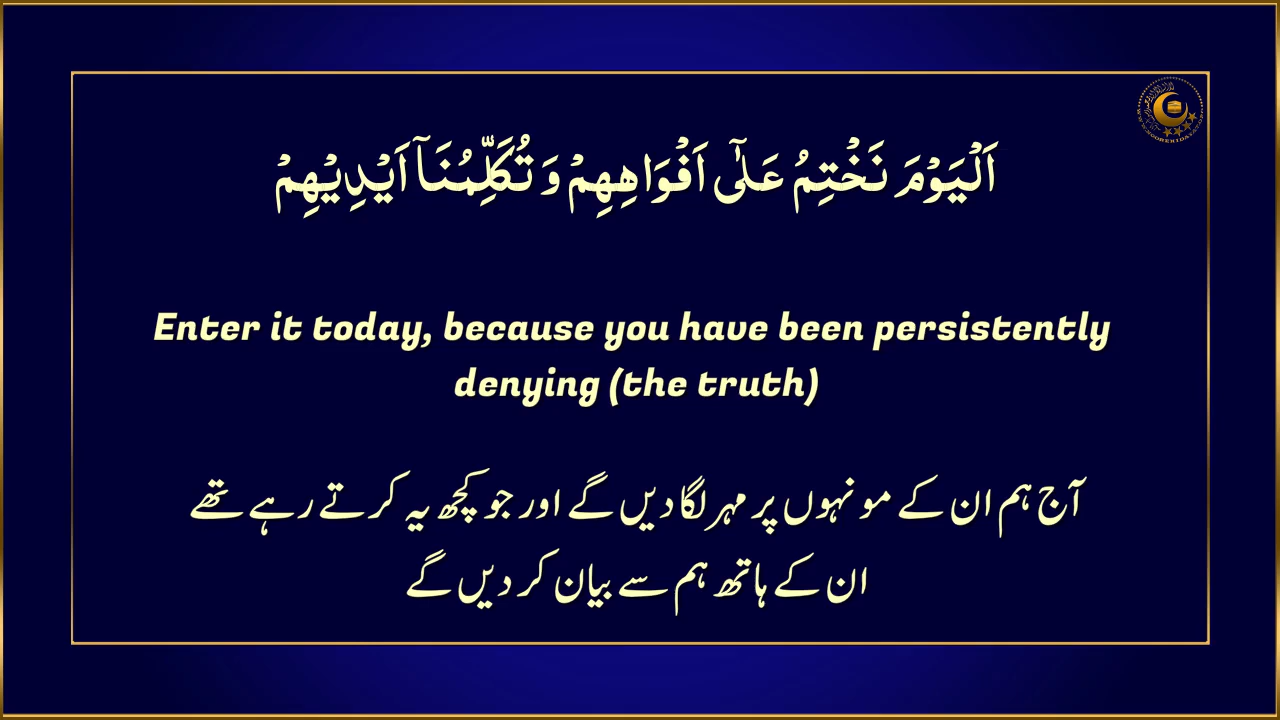 اَلْیَوْمَ نَخْتِمُ عَلٰۤی اَفْوَاهِهِمْ وَ تُكَلِّمُنَاۤ اَیْدِیْهِمْ
Enter it today, because you have been persistently
denying (the truth)
آج ہم ان کے مونہوں پر مہر لگا دیں گے اور جو کچھ یہ کرتے رہے تھے
ان کے ہاتھ ہم سے بیان کر دیں گے